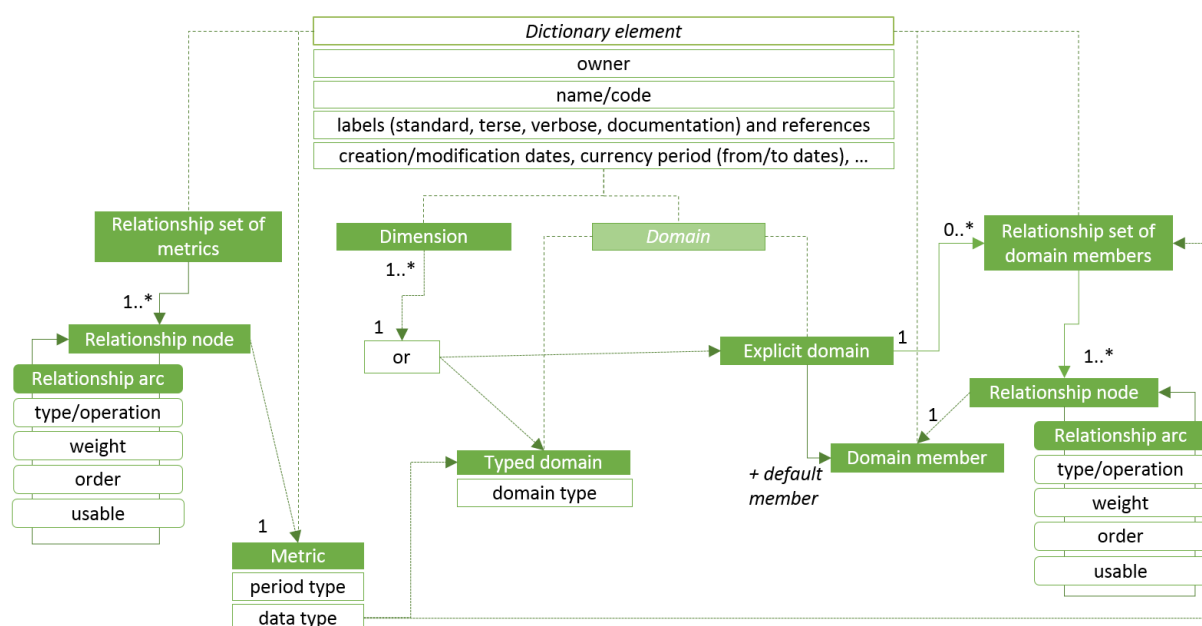 Dictionary element
owner
name/code
labels (standard, terse, verbose, documentation) and references
creation/modification dates, currency period (from/to dates), ...
Relationship set of
metrics
Dimension
Domain
Relationship set of
domain members
0..*
1..*
1..*
1
Relationship node
or
Explicit domain
1
1..*
Relationship arc
type/operation
weight
order
usable
Relationship node
1
Relationship arc
type/operation
weight
order
usable
Typed domain
domain type
+ default
member
Domain member
1
Metric
period type
data type